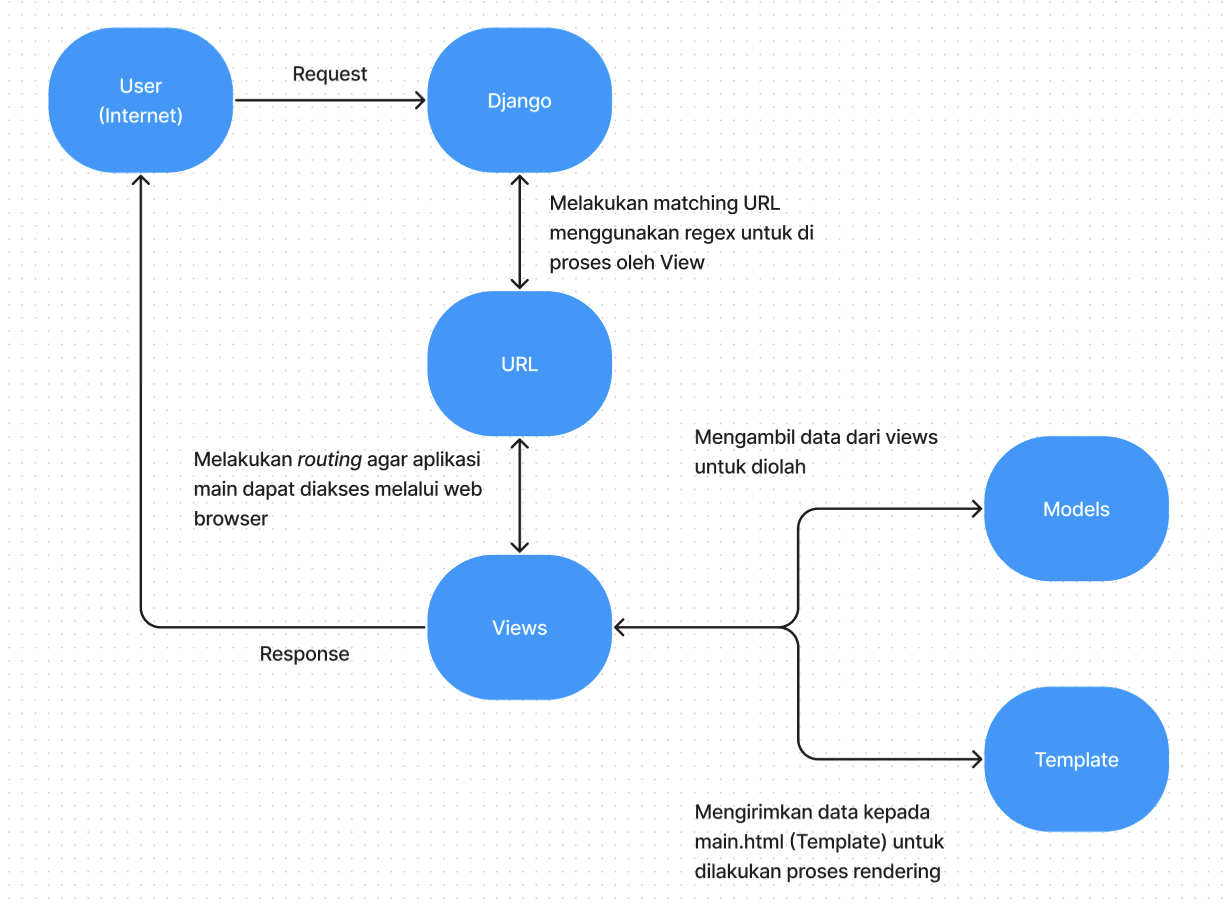 User
(Internet)
Request
Django
Melakukan matching URL
menggunakan regex untuk di
proses oleh View
URL
Melakukan routing agar aplikasi
main dapat diakses melalui web
browser
Mengambil data dari views
untuk diolah
Models
Views
Response
Template
Mengirimkan data kepada
main.html (Template) untuk
dilakukan proses rendering